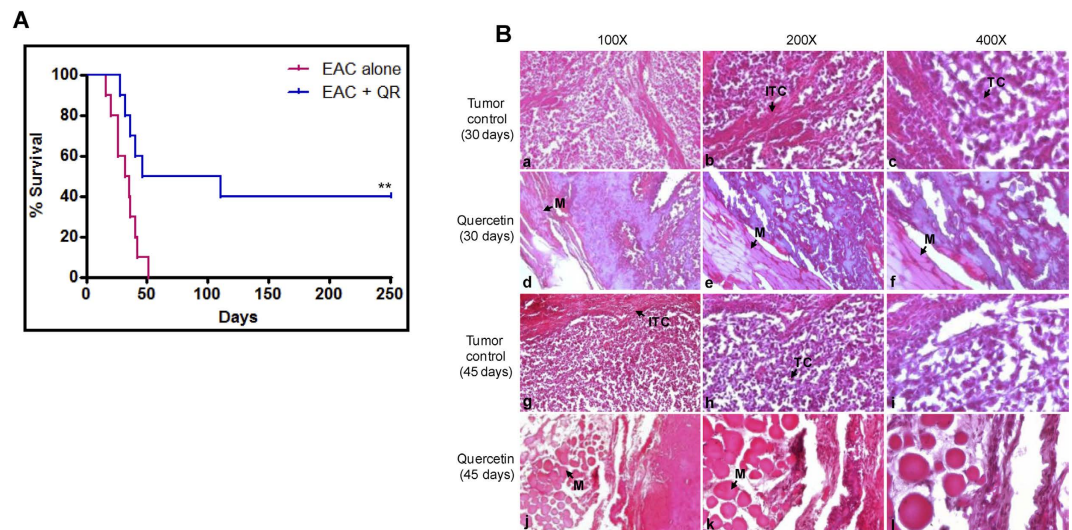 A
EAC alone
EAC + QR
100
80
60
40
20
0
% Survival
**
0 50 100 150 200 250
Days
B
100X 200X 400X
Tumor
control
(30 days)
a
ITC
b
TC
c
Quercetin
(30 days)
M
d
M
e
M
f
Tumor
control
(45 days)
ITC
g
TC
h
i
Quercetin
(45 days)
M
j
M
k
l